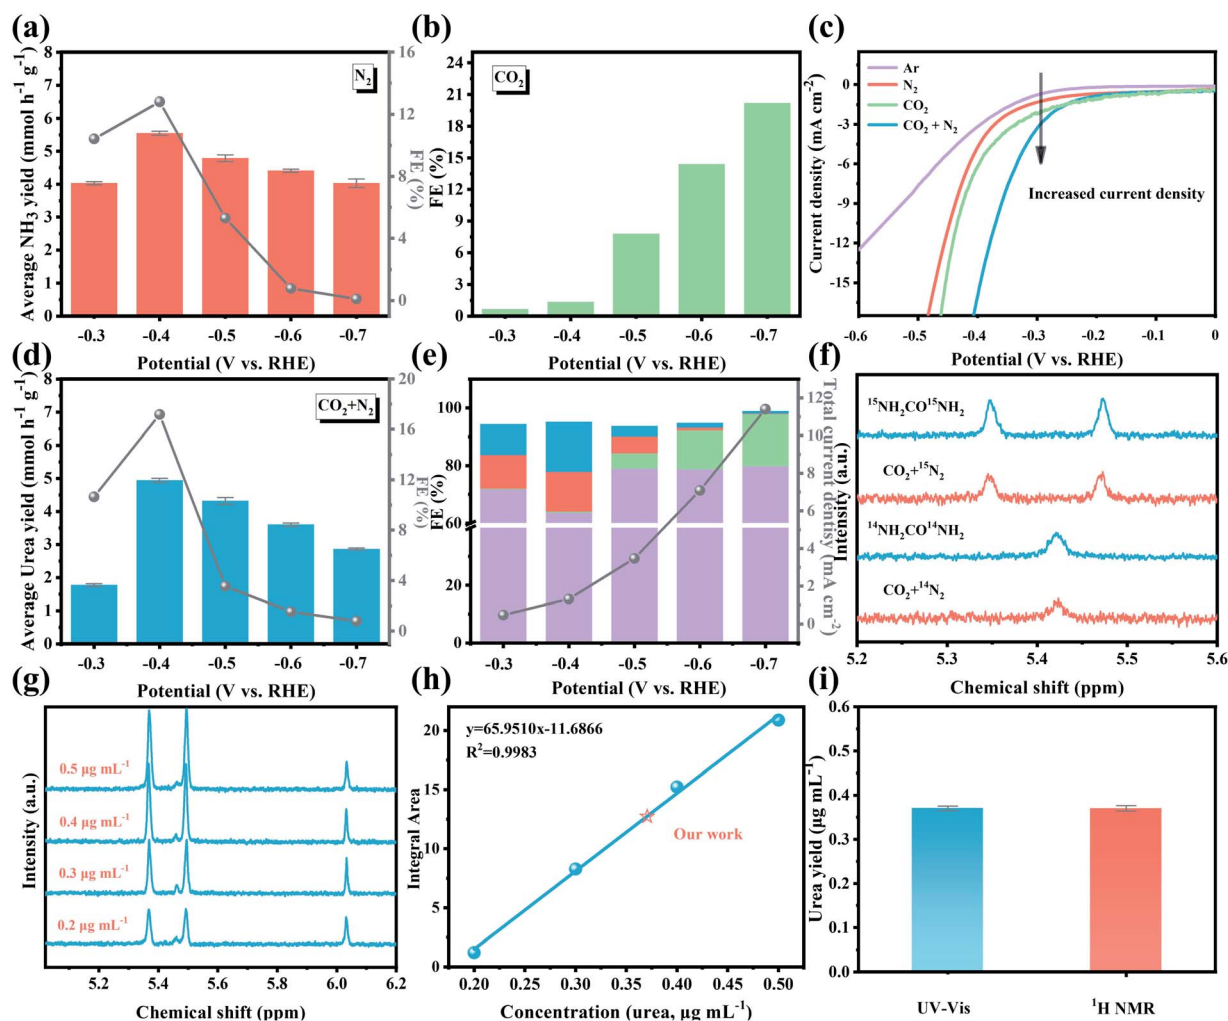 (a)
Average NH3 yield (mmol h-1 g-1)
8
7
6
5
4
3
2
1
0
N2
16
12
8
4
0
FE (%)
-0.3 -0.4 -0.5 -0.6 -0.7
Potential (V vs. RHE)
(b)
FE (%)
24
21
18
15
12
9
6
3
0
CO2
-0.3 -0.4 -0.5 -0.6 -0.7
Potential (V vs. RHE)
(c)
Current density (mA cm-2)
0
-3
-6
-9
-12
-15
Ar
N2
CO2
CO2 + N2
Increased current density
-0.6 -0.5 -0.4 -0.3 -0.2 -0.1 0
Potential (V vs. RHE)
(d)
Average Urea yield (mmol h-1 g-1)
8
7
6
5
4
3
2
1
0
CO2+N2
20
16
12
8
4
0
FE (%)
-0.3 -0.4 -0.5 -0.6 -0.7
Potential (V vs. RHE)
(e)
FE (%)
100
80
60
20
0
12
10
8
6
4
2
0
Total current dentisy (mA cm-2)
-0.3 -0.4 -0.5 -0.6 -0.7
Potential (V vs. RHE)
(f)
Intensity (a.u.)
15NH2CO15NH2
CO2+15N2
14NH2CO14NH2
CO2+14N2
5.2 5.3 5.4 5.5 5.6
Chemical shift (ppm)
(g)
Intensity (a.u.)
0.5 µg mL-1
0.4 µg mL-1
0.3 µg mL-1
0.2 µg mL-1
5.2 5.4 5.6 5.8 6.0 6.2
Chemical shift (ppm)
(h)
Integral Area
20
15
10
5
0
y=65.9510x-11.6866
R2=0.9983
Our work
0.20 0.25 0.30 0.35 0.40 0.45 0.50
Concentration (urea, µg mL-1)
(i)
Urea yield (µg mL-1)
0.6
0.5
0.4
0.3
0.2
0.1
0.0
UV-Vis 1H NMR